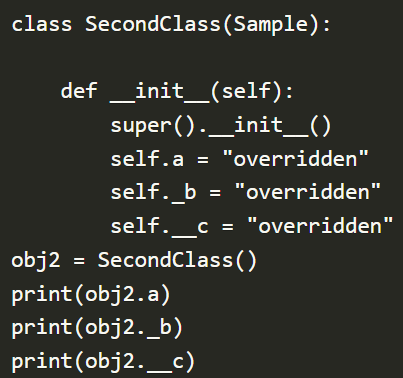 class SecondClass(Sample):
    def __init__(self):
        super().__init__()
        self.a = "overridden"
        self._b = "overridden"
        self.__c = "overridden"
obj2 = SecondClass()
print(obj2.a)
print(obj2._b)
print(obj2.__c)